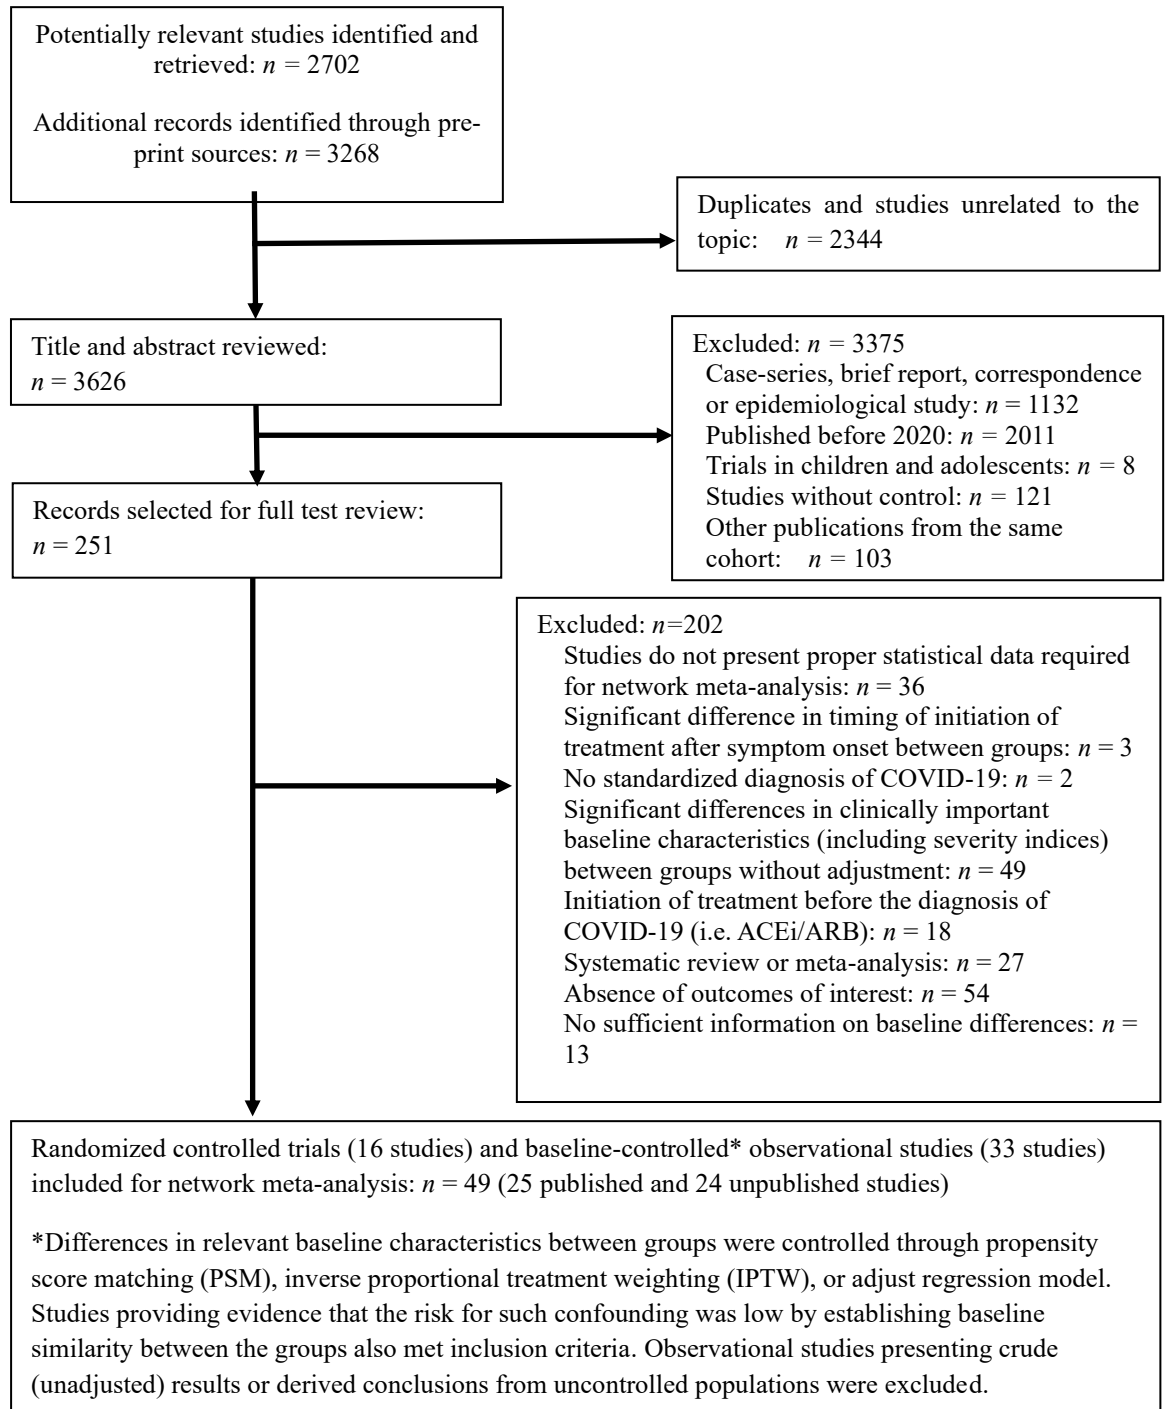 Potentially relevant studies identified and
retrieved: n = 2702
Additional records identified through pre-
print sources: n = 3268
Duplicates and studies unrelated to the
topic: n = 2344
Title and abstract reviewed:
n = 3626
Excluded: n = 3375
Case-series, brief report, correspondence
or epidemiological study: n = 1132
Published before 2020: n = 2011
Trials in children and adolescents: n = 8
Studies without control: n = 121
Other publications from the same
cohort: n = 103
Records selected for full test review:
n = 251
Excluded: n=202
Studies do not present proper statistical data required
for network meta-analysis: n = 36
Significant difference in timing of initiation of
treatment after symptom onset between groups: n = 3
No standardized diagnosis of COVID-19: n = 2
Significant differences in clinically important
baseline characteristics (including severity indices)
between groups without adjustment: n = 49
Initiation of treatment before the diagnosis of
COVID-19 (i.e. ACEi/ARB): n = 18
Systematic review or meta-analysis: n = 27
Absence of outcomes of interest: n = 54
No sufficient information on baseline differences: n =
13
Randomized controlled trials (16 studies) and baseline-controlled* observational studies (33 studies)
included for network meta-analysis: n = 49 (25 published and 24 unpublished studies)
*Differences in relevant baseline characteristics between groups were controlled through propensity
score matching (PSM), inverse proportional treatment weighting (IPTW), or adjust regression model.
Studies providing evidence that the risk for such confounding was low by establishing baseline
similarity between the groups also met inclusion criteria. Observational studies presenting crude
(unadjusted) results or derived conclusions from uncontrolled populations were excluded.